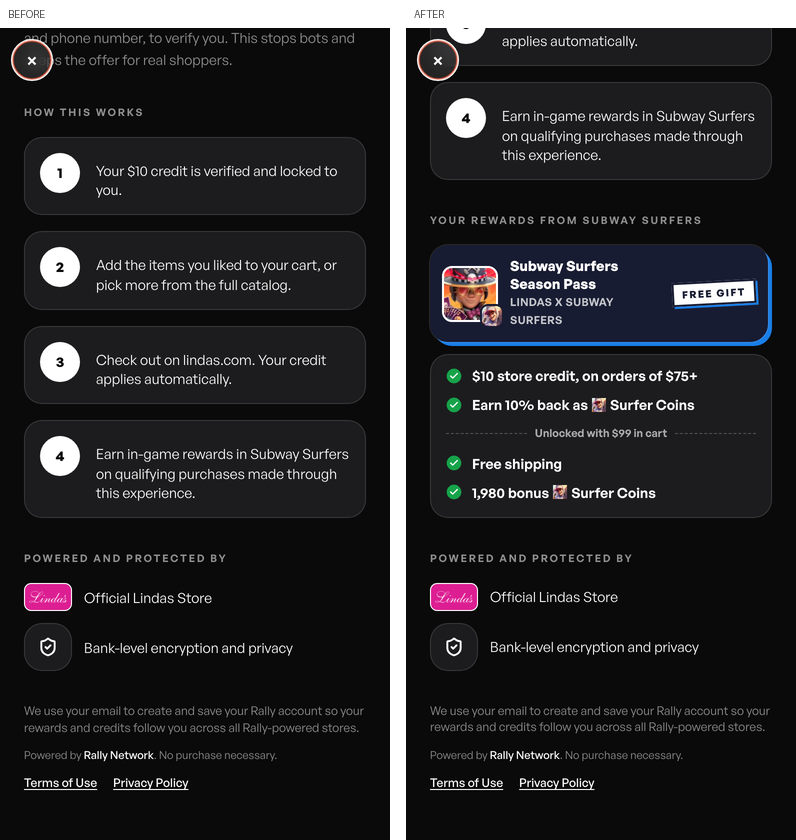 BEFORE
and phone number, to verify you. This stops bots and
the offer for real shoppers.
HOW THIS WORKS
1
Your $10 credit is verified and locked to
you.
2
Add the items you liked to your cart, or
pick more from the full catalog.
3
Check out on lindas.com. Your credit
applies automatically.
4
Earn in-game rewards in Subway Surfers
on qualifying purchases made through
this experience.
POWERED AND PROTECTED BY
Linda's
Official Lindas Store
Bank-level encryption and privacy
We use your email to create and save your Rally account so your
rewards and credits follow you across all Rally-powered stores.
Powered by Rally Network. No purchase necessary.
Terms of Use Privacy Policy
AFTER
applies automatically.
4
Earn in-game rewards in Subway Surfers
on qualifying purchases made through
this experience.
YOUR REWARDS FROM SUBWAY SURFERS
Subway Surfers
Season Pass
LINDAS X SUBWAY
SURFERS
FREE GIFT
$10 store credit, on orders of $75+
Earn 10% back as Surfer Coins
Unlocked with $99 in cart
Free shipping
1,980 bonus Surfer Coins
POWERED AND PROTECTED BY
Linda's
Official Lindas Store
Bank-level encryption and privacy
We use your email to create and save your Rally account so your
rewards and credits follow you across all Rally-powered stores.
Powered by Rally Network. No purchase necessary.
Terms of Use Privacy Policy